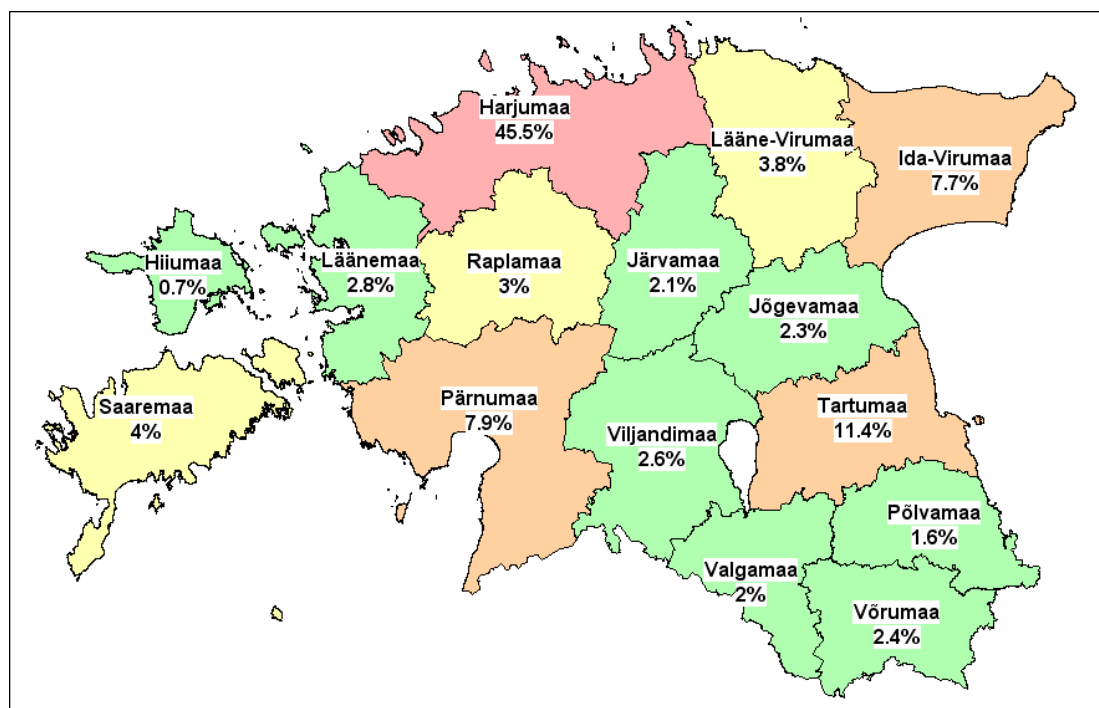 Harjumaa
45.5%
Lääne-Virumaa
3.8%
Ida-Virumaa
7.7%
Hiiumaa
0.7%
Läänemaa
2.8%
Raplamaa
3%
Järvamaa
2.1%
Jõgevamaa
2.3%
Saaremaa
4%
Pärnumaa
7.9%
Viljandimaa
2.6%
Tartumaa
11.4%
Põlvamaa
1.6%
Valgamaa
2%
Võrumaa
2.4%